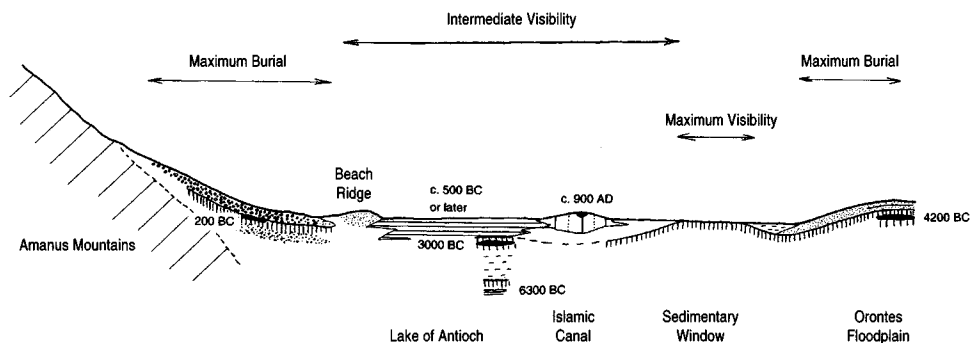 Intermediate Visibility
Maximum Burial
Maximum Burial
Maximum Visibility
Beach
Ridge
c. 500 BC
or later
c. 900 AD
200 BC
4200 BC
Amanus Mountains
3000 BC
6300 BC
Lake of Antioch
Islamic
Canal
Sedimentary
Window
Orontes
Floodplain